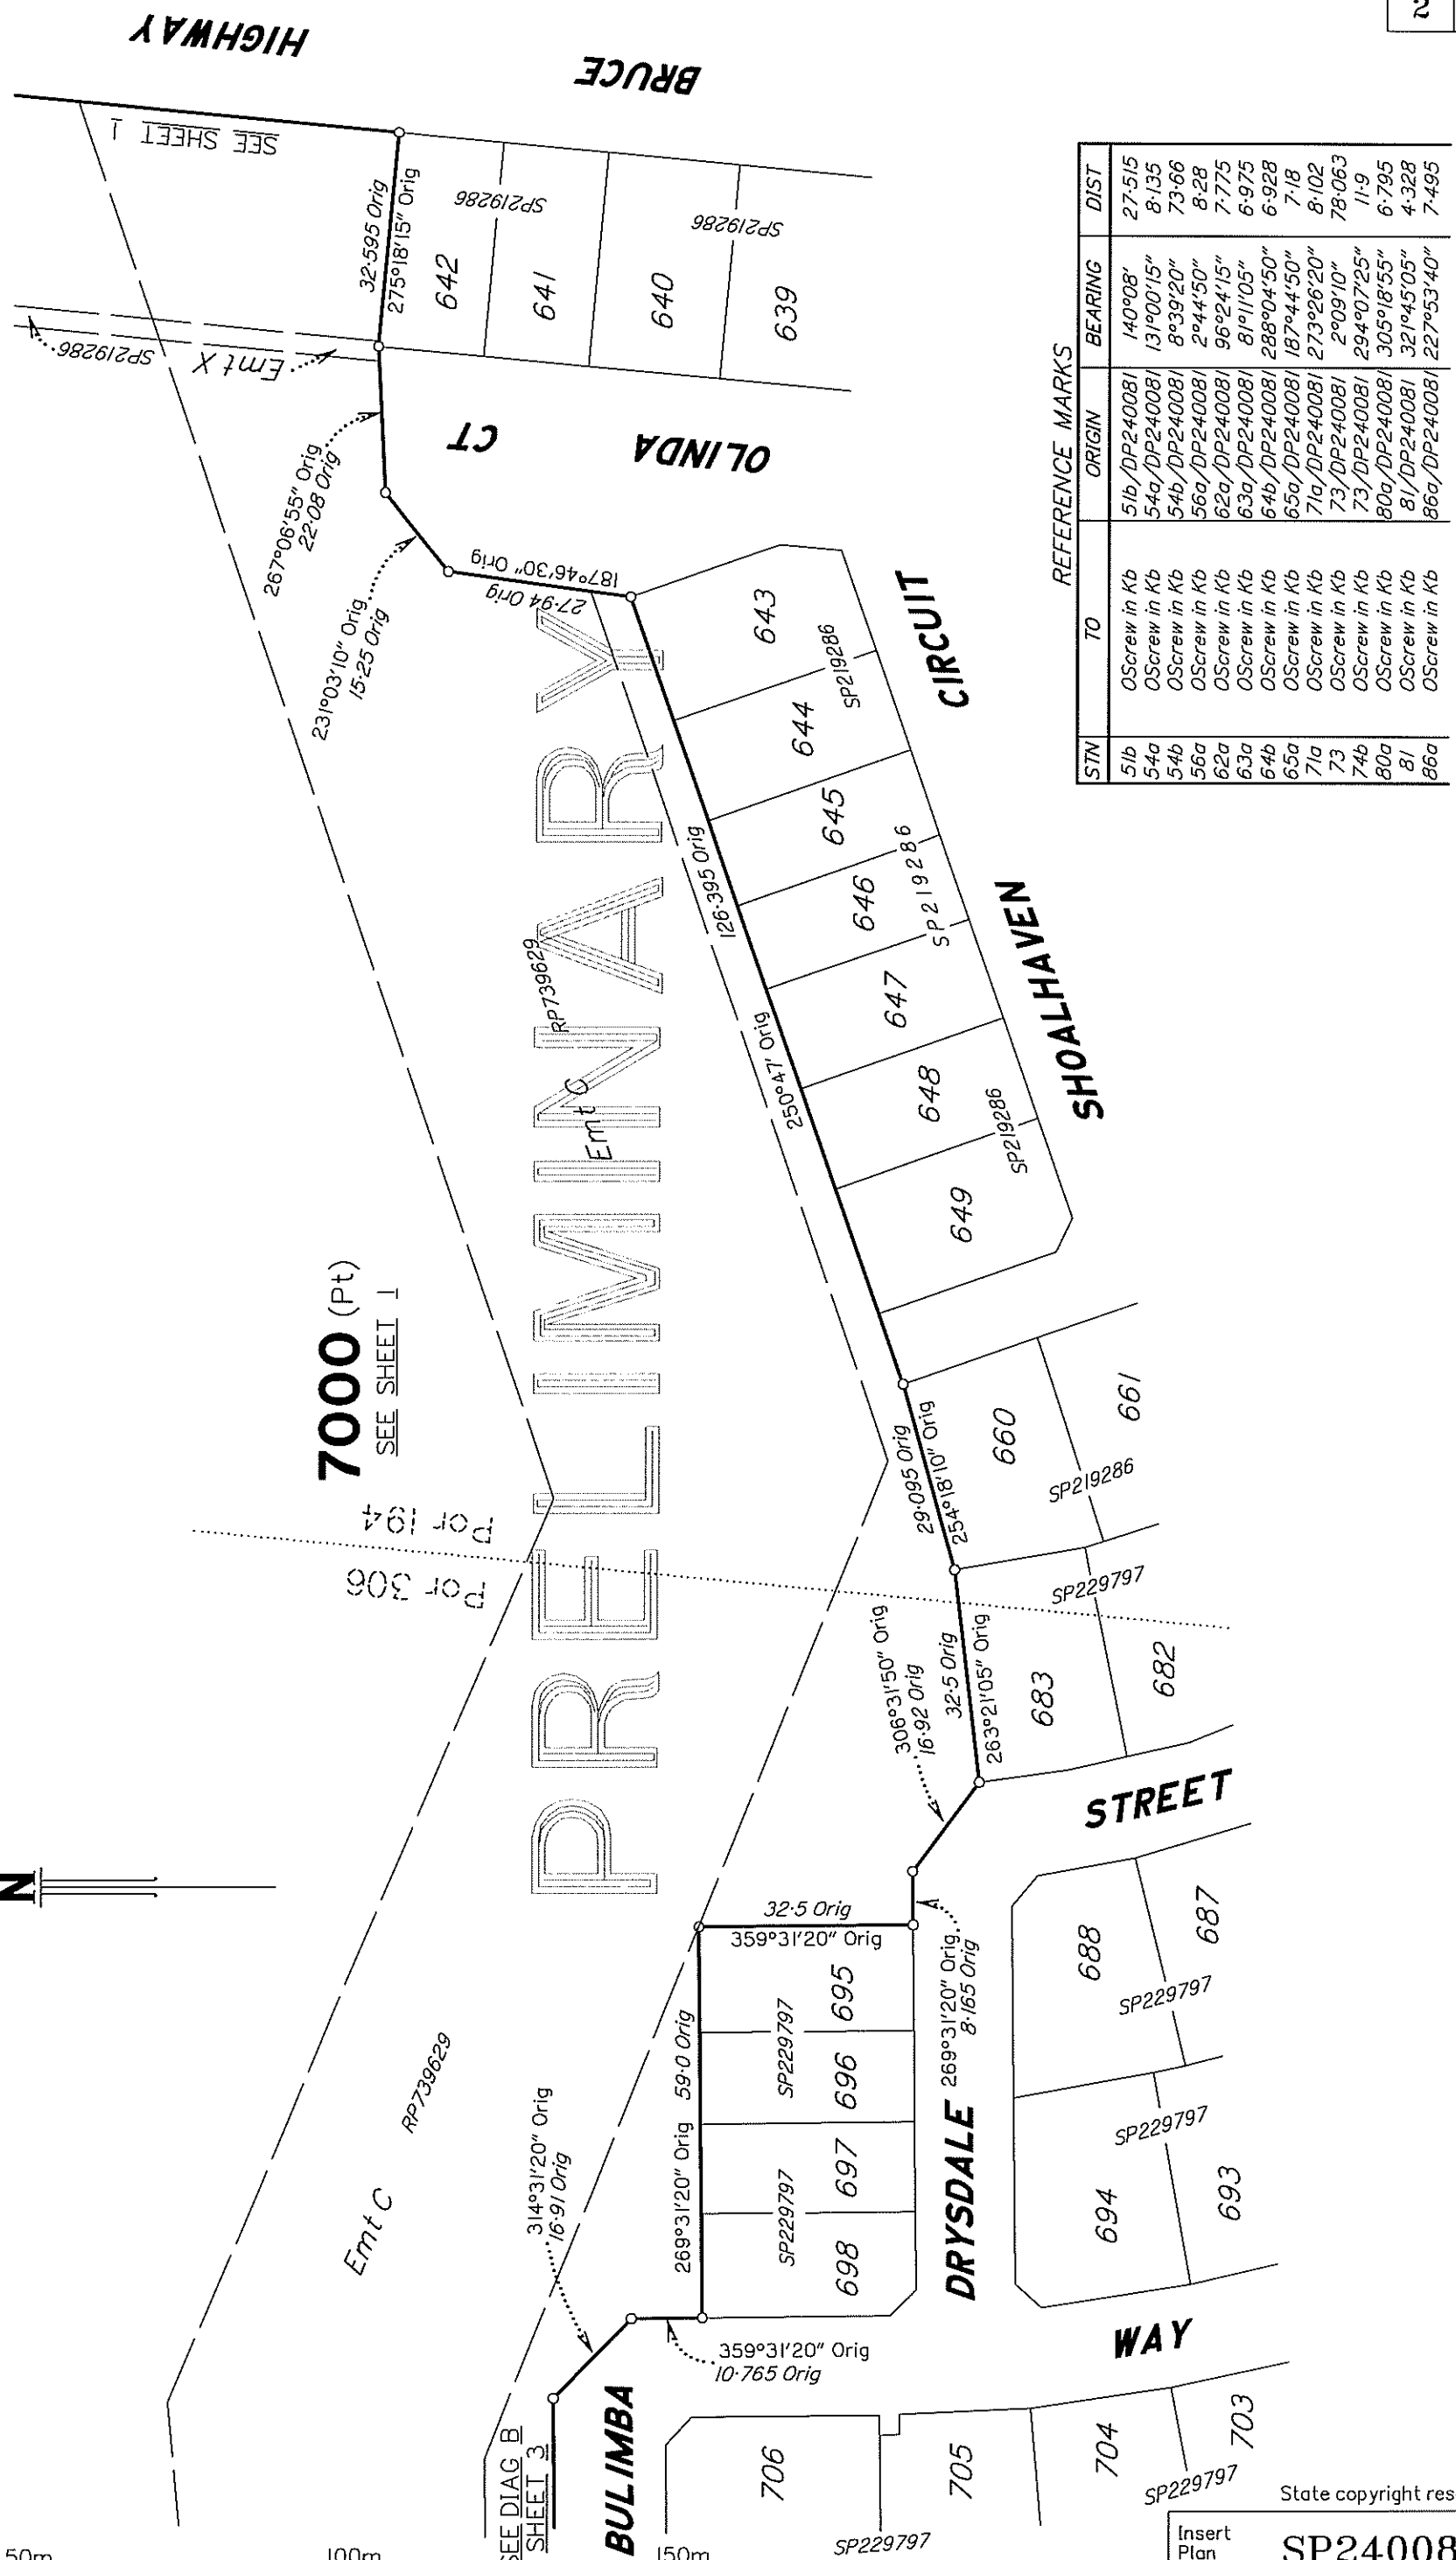 HIGHWAY
BRUCE
SEE SHEET 1
2
32·595 Orig
275°18'15" Orig
SP219286
Emt X
642
SP219286
641
640
SP219286
639
OLINDA
CT
267°06'55" Orig
22·08 Orig
231°03'10" Orig
15·25 Orig
187°46'30" Orig
27·94 Orig
643
SP219286
644
645
646
SP219286
647
648
SP219286
649
CIRCUIT
SHOALHAVEN
126·395 Orig
250°47' Orig
PRELIMINARY
RP739629
Emt C
7000 (Pt)
SEE SHEET 1
Por 194
Por 306
29·095 Orig
254°18'10" Orig
660
661
SP219286
SP229797
683
682
32·5 Orig
263°21'05" Orig
306°31'50" Orig
16·92 Orig
STREET
N
32·5 Orig
359°31'20" Orig
269°31'20" Orig
8·165 Orig
688
687
SP229797
695
SP229797
696
59·0 Orig
269°31'20" Orig
697
SP229797
698
DRYSDALE
SP229797
694
693
RP739629
Emt C
314°31'20" Orig
16·91 Orig
359°31'20" Orig
10·765 Orig
WAY
BULIMBA
SEE DIAG B
SHEET 3
706
705
704
703
SP229797
SP229797
50m
100m
150m
REFERENCE MARKS
STN TO ORIGIN BEARING DIST
51b OScrew in Kb 51b/DP240081 140°08' 27·515
54a OScrew in Kb 54a/DP240081 131°00'15" 8·135
54b OScrew in Kb 54b/DP240081 8°39'20" 73·66
56a OScrew in Kb 56a/DP240081 2°44'50" 8·28
62a OScrew in Kb 62a/DP240081 96°24'15" 7·775
63a OScrew in Kb 63a/DP240081 81°11'05" 6·975
64b OScrew in Kb 64b/DP240081 288°04'50" 6·928
65a OScrew in Kb 65a/DP240081 187°44'50" 7·18
71a OScrew in Kb 71a/DP240081 273°26'20" 8·102
73 OScrew in Kb 73/DP240081 2°09'10" 78·063
74b OScrew in Kb 73/DP240081 294°07'25" 11·9
80a OScrew in Kb 80a/DP240081 305°18'55" 6·795
81 OScrew in Kb 81/DP240081 321°45'05" 4·328
86a OScrew in Kb 86a/DP240081 227°53'40" 7·495
State copyright res
Insert
Plan
SP24008